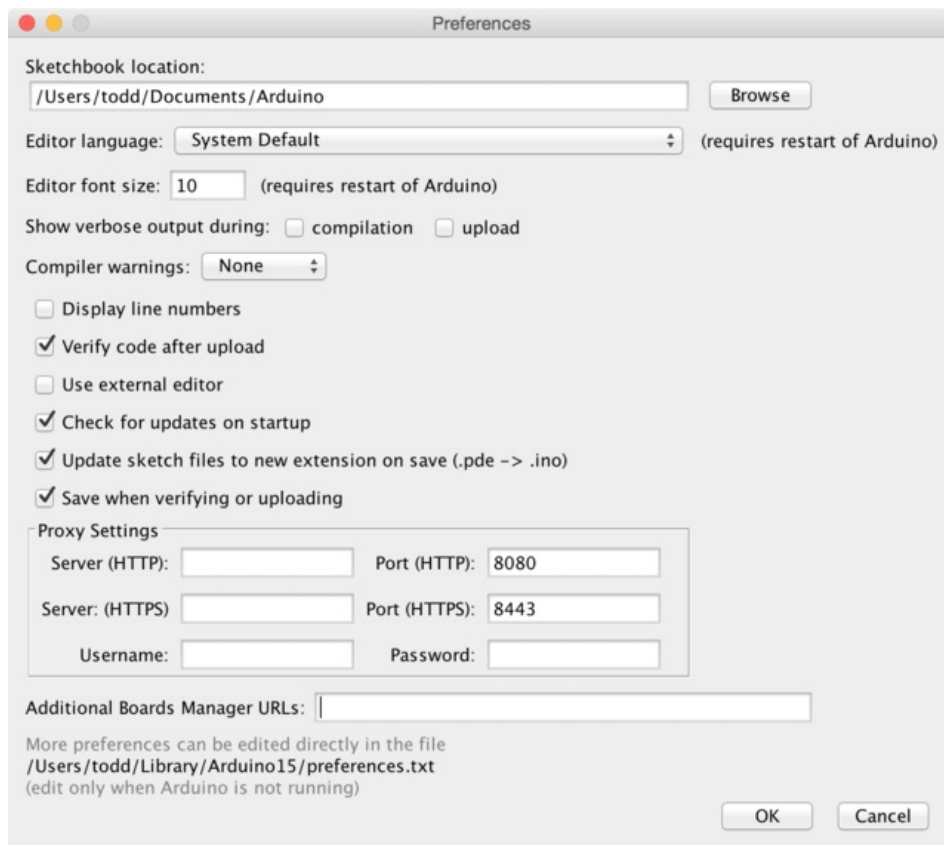 Preferences
Sketchbook location:
/Users/todd/Documents/Arduino Browse
Editor language: System Default (requires restart of Arduino)
Editor font size: 10 (requires restart of Arduino)
Show verbose output during: compilation upload
Compiler warnings: None
Display line numbers
Verify code after upload
Use external editor
Check for updates on startup
Update sketch files to new extension on save (.pde -> .ino)
Save when verifying or uploading
Proxy Settings
Server (HTTP): Port (HTTP): 8080
Server: (HTTPS) Port (HTTPS): 8443
Username: Password:
Additional Boards Manager URLs:
More preferences can be edited directly in the file
/Users/todd/Library/Arduino15/preferences.txt
(edit only when Arduino is not running)
OK Cancel